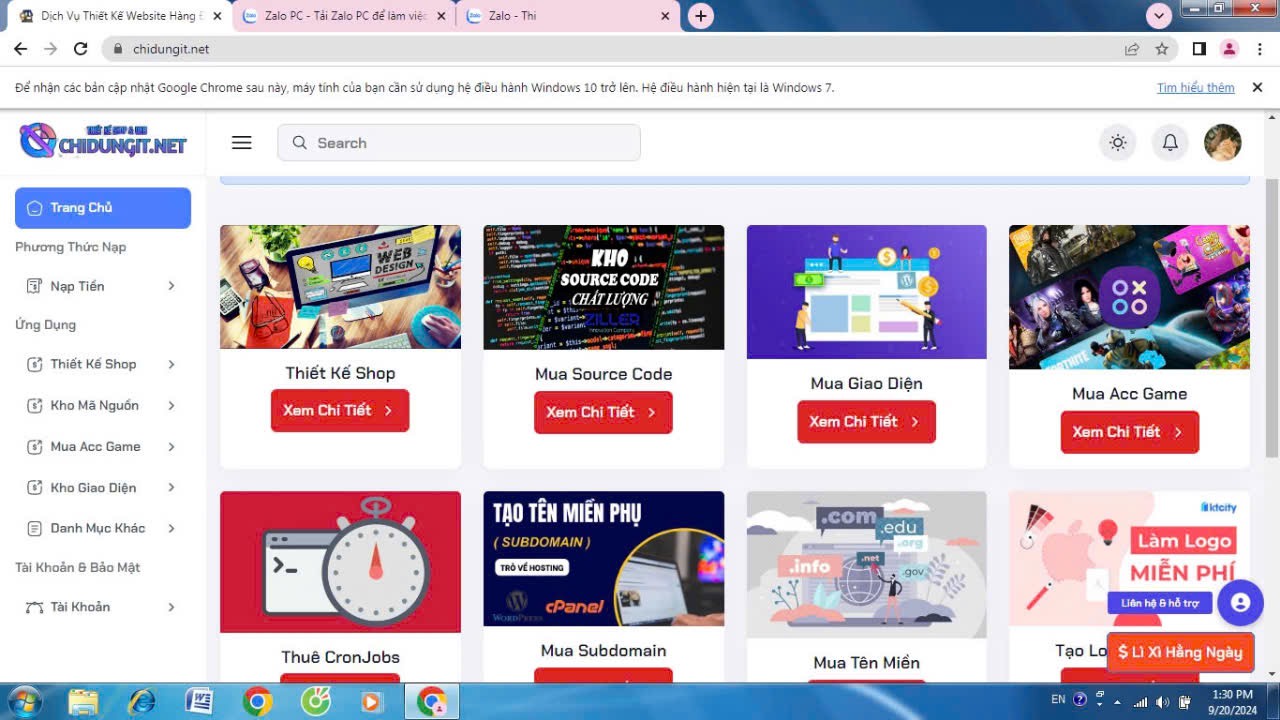 Dịch Vụ Thiết Kế Website Hàng Đ
Zalo PC - Tải Zalo PC để làm việc
Zalo - Thi
chidungit.net
Để nhận các bản cập nhật Google Chrome sau này, máy tính của bạn cần sử dụng hệ điều hành Windows 10 trở lên. Hệ điều hành hiện tại là Windows 7.
Tìm hiểu thêm
THIẾT KẾ SHOP & WEB
CHIDUNGIT.NET
Search
Trang Chủ
Phương Thức Nạp
Nạp Tiền
Ứng Dụng
Thiết Kế Shop
Kho Mã Nguồn
Mua Acc Game
Kho Giao Diện
Danh Mục Khác
Tài Khoản & Bảo Mật
Tài Khoản
WEB
DESIGN
Thiết Kế Shop
Xem Chi Tiết
KHO
SOURCE CODE
CHẤT LƯỢNG
ZILLER
Innovation Company
Mua Source Code
Xem Chi Tiết
Mua Giao Diện
Xem Chi Tiết
FORTNITE
Mua Acc Game
Xem Chi Tiết
Thuê CronJobs
TẠO TÊN MIỀN PHỤ
( SUBDOMAIN )
TRỎ VỀ HOSTING
WORDPRESS
cPanel
Mua Subdomain
.com
.edu
.org
.net
.info
.gov
Mua Tên Miền
ktcity
Làm Logo
MIỄN PHÍ
Liên hệ & hỗ trợ
Tạo Lo
$ Lì Xì Hằng Ngày
EN
1:30 PM
9/20/2024